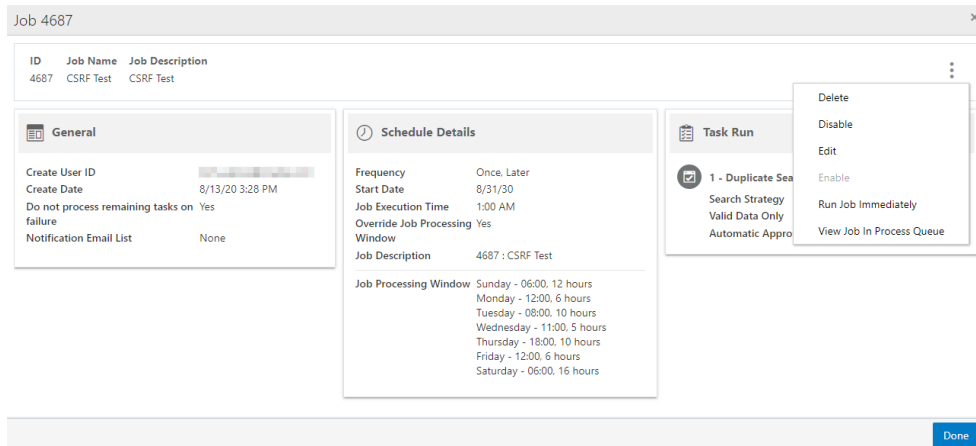 Job 4687
ID Job Name Job Description
4687 CSRF Test CSRF Test
Delete
Disable
Edit
Enable
Run Job Immediately
View Job In Process Queue
General
Create User ID
Create Date 8/13/20 3:28 PM
Do not process remaining tasks on Yes
failure
Notification Email List None
Schedule Details
Frequency Once, Later
Start Date 8/31/30
Job Execution Time 1:00 AM
Override Job Processing Yes
Window
Job Description 4687 : CSRF Test
Job Processing Window Sunday - 06:00, 12 hours
Monday - 12:00, 6 hours
Tuesday - 08:00, 10 hours
Wednesday - 11:00, 5 hours
Thursday - 18:00, 10 hours
Friday - 12:00, 6 hours
Saturday - 06:00, 16 hours
Task Run
1 - Duplicate Sea
Search Strategy
Valid Data Only
Automatic Appro
Done